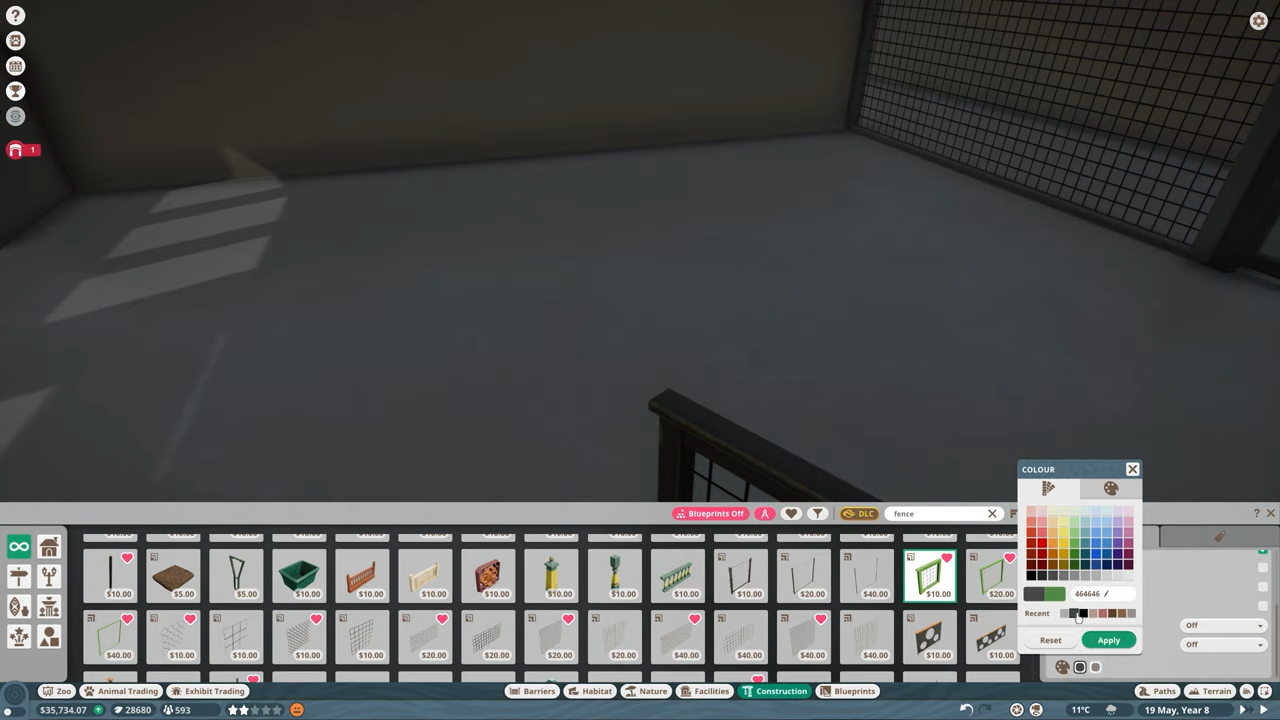 ?
1
Blueprints Off
DLC
fence
? ×
COLOUR
$10.00 $5.00 $5.00 $10.00 $10.00 $10.00 $10.00 $10.00 $10.00 $10.00 $10.00 $20.00 $40.00 $10.00 $20.00
464646
Recent
Off
$40.00 $10.00 $20.00 $10.00 $20.00 $40.00 $10.00 $20.00 $40.00 $10.00 $20.00 $40.00 $10.00 $10.00 $10.00
Reset Apply
Off
Zoo Animal Trading Exhibit Trading Barriers Habitat Nature Facilities Construction Blueprints Paths Terrain
$35,734.07 28680 593 11°C 19 May, Year 8